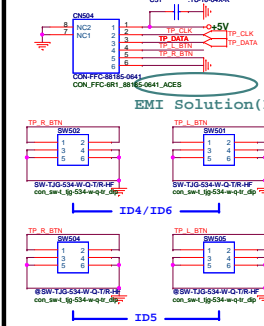 CN504
+5V
8 NC2 1
7 NC1 2
3
4
5
6
TP_CLK TP_CLK
TP_DATA TP_DATA
TP_L_BTN
TP_R_BTN
CON-FFC-88185-0641
CON_FFC-6R1_88185-0641_ACES
EMI Solution(
TP_R_BTN TP_L_BTN
SW502 SW501
1 2 1 2
3 4 3 4
5 6 5 6
SW-TJG-534-W-Q-T/R-HF SW-TJG-534-W-Q-T/R-HF
con_sw-t_tjg-534-w-q-tr_dip con_sw-t_tjg-534-w-q-tr_dip
ID4/ID6
TP_R_BTN TP_L_BTN
SW504 SW505
1 2 1 2
3 4 3 4
5 6 5 6
@SW-TJG-534-W-Q-T/R-HF @SW-TJG-534-W-Q-T/R-HF
con_sw-t_tjg-534-w-q-tr_dip con_sw-t_tjg-534-w-q-tr_dip
ID5